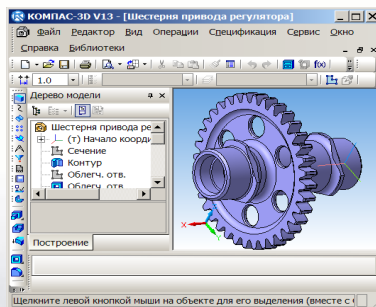 КОМПАС-3D V13 - [Шестерня привода регулятора]
Файл Редактор Вид Операции Спецификация Сервис Окно
Справка Библиотеки
1.0
f(x)
Дерево модели
Шестерня привода ре
(т) Начало коорди
Сечение
Контур
Облегч. отв.
Облегч. отв.
Построение
X
Y
Щелкните левой кнопкой мыши на объекте для его выделения (вместе с